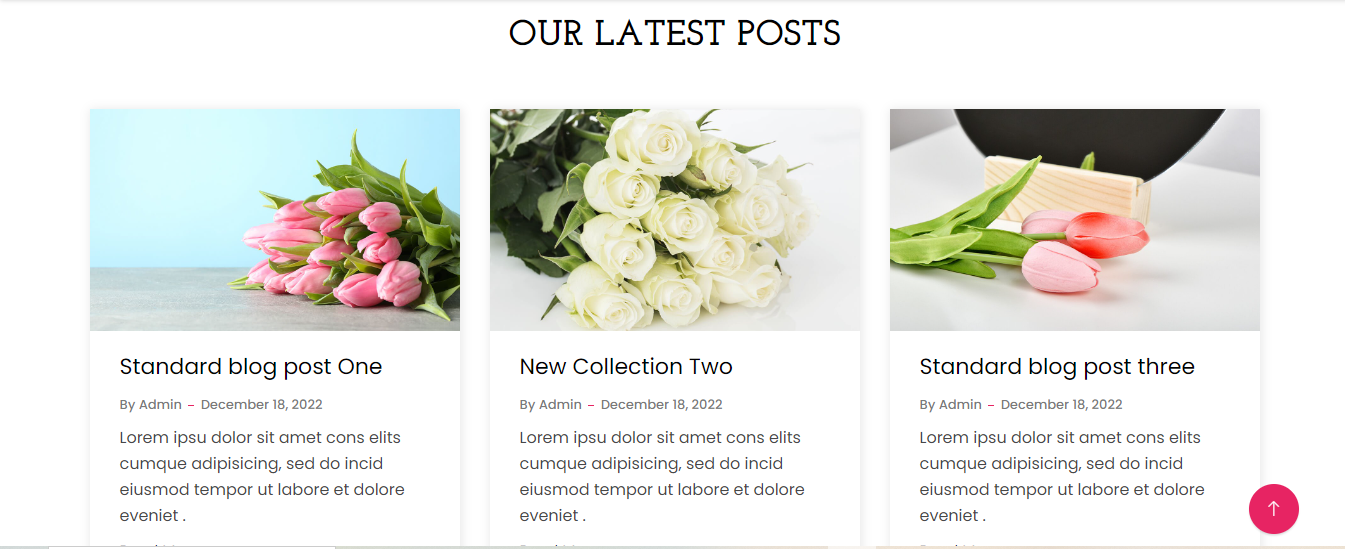 OUR LATEST POSTS
Standard blog post One
By Admin – December 18, 2022
Lorem ipsu dolor sit amet cons elits
cumque adipisicing, sed do incid
eiusmod tempor ut labore et dolore
eveniet .
New Collection Two
By Admin – December 18, 2022
Lorem ipsu dolor sit amet cons elits
cumque adipisicing, sed do incid
eiusmod tempor ut labore et dolore
eveniet .
Standard blog post three
By Admin – December 18, 2022
Lorem ipsu dolor sit amet cons elits
cumque adipisicing, sed do incid
eiusmod tempor ut labore et dolore
eveniet .